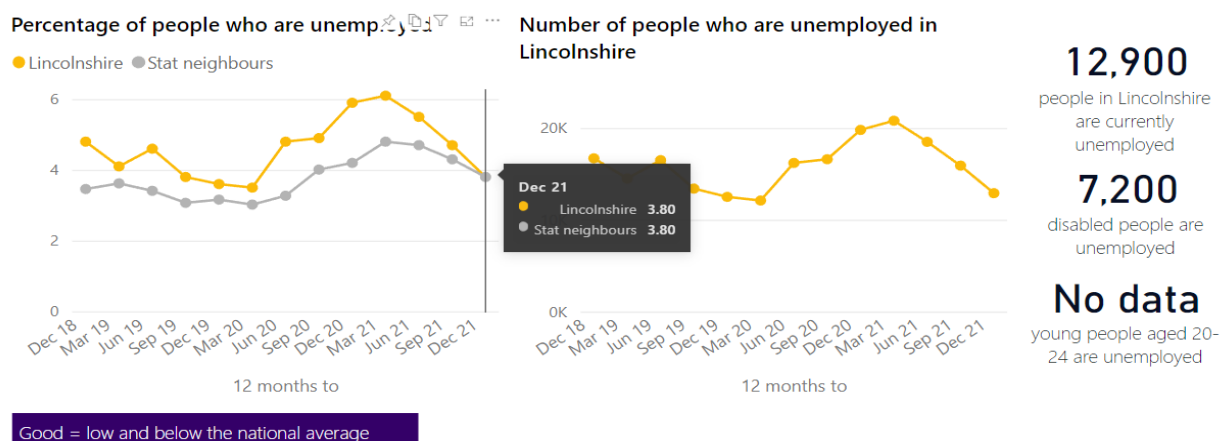 Percentage of people who are unemployed
Lincolnshire
Stat neighbours
6
4
2
0
Dec 18
Mar 19
Jun 19
Sep 19
Dec 19
Mar 20
Jun 20
Sep 20
Dec 20
Mar 21
Jun 21
Sep 21
Dec 21
12 months to
Dec 21
Lincolnshire 3.80
Stat neighbours 3.80
Number of people who are unemployed in
Lincolnshire
20K
0K
Dec 18
Mar 19
Jun 19
Sep 19
Dec 19
Mar 20
Jun 20
Sep 20
Dec 20
Mar 21
Jun 21
Sep 21
Dec 21
12 months to
12,900
people in Lincolnshire
are currently
unemployed
7,200
disabled people are
unemployed
No data
young people aged 20-
24 are unemployed
Good = low and below the national average